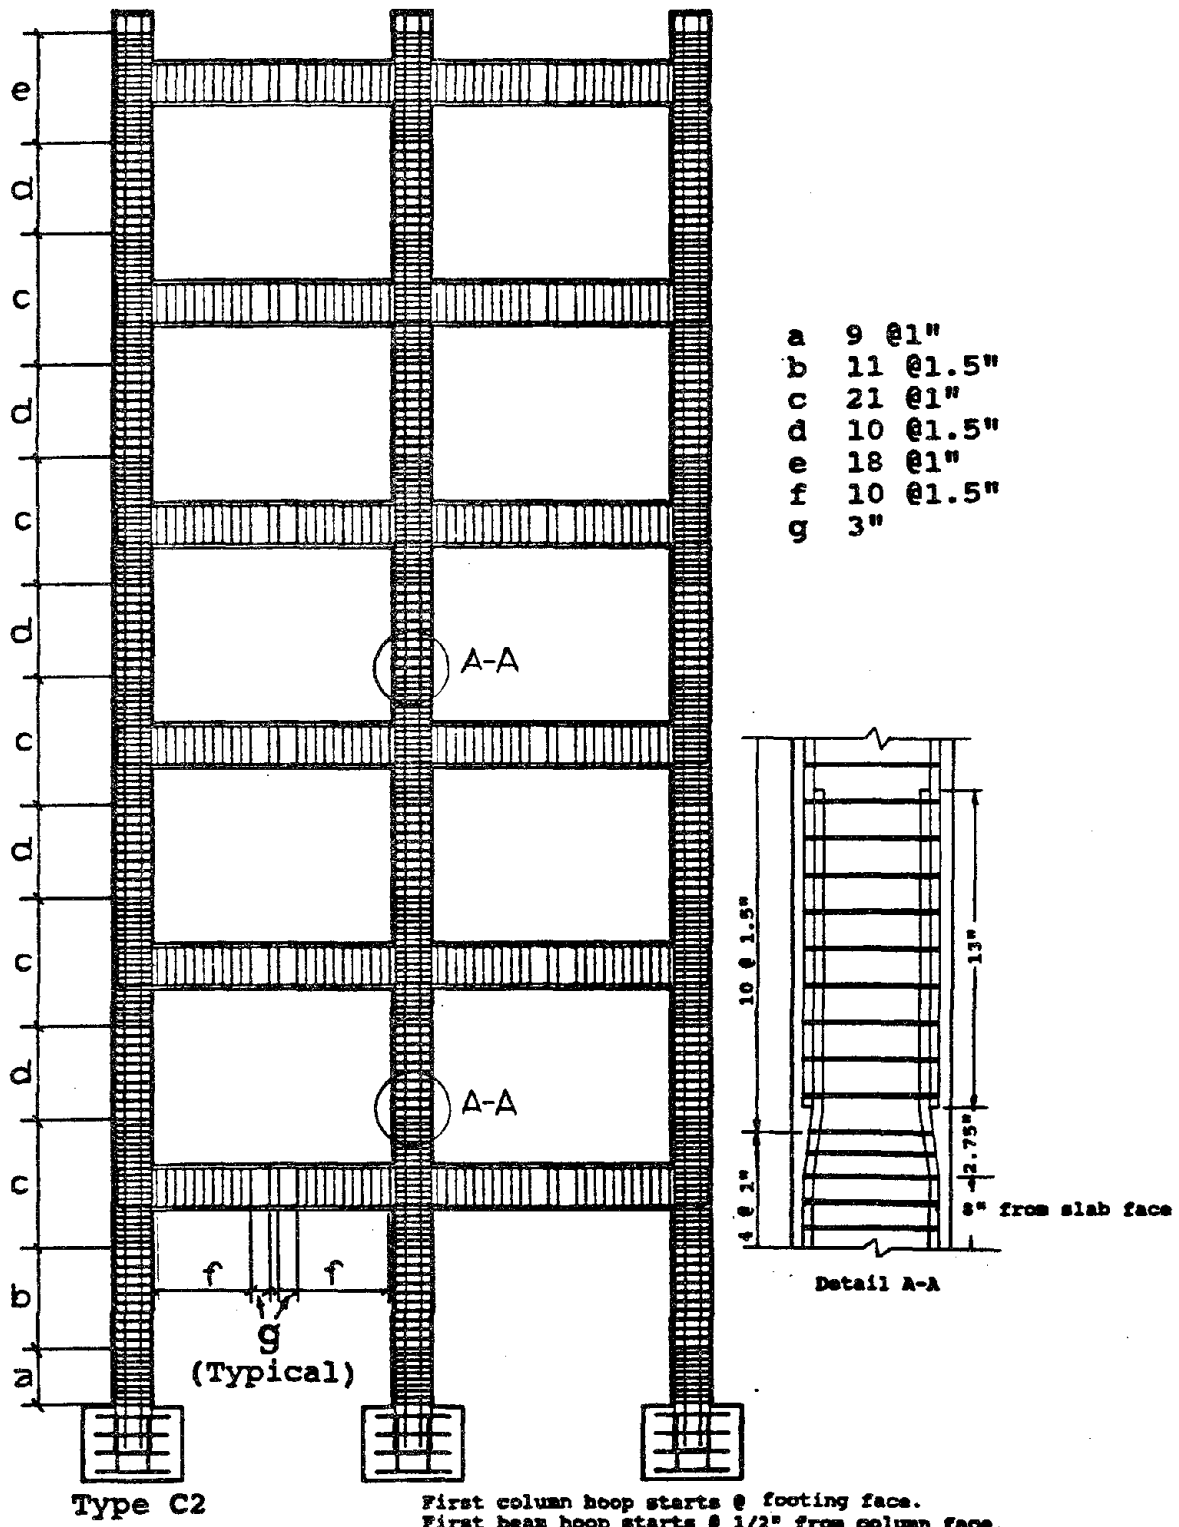 e
d
c
d
c
d
c
d
c
d
c
b
a
a 9 @1"
b 11 @1.5"
c 21 @1"
d 10 @1.5"
e 18 @1"
f 10 @1.5"
g 3"
A-A
A-A
f
f
g
(Typical)
10 @ 1.5"
4 @ 1"
13"
2.75"
8" from slab face
Detail A-A
Type C2
First column hoop starts @ footing face.
First beam hoop starts @ 1/2" from column face.